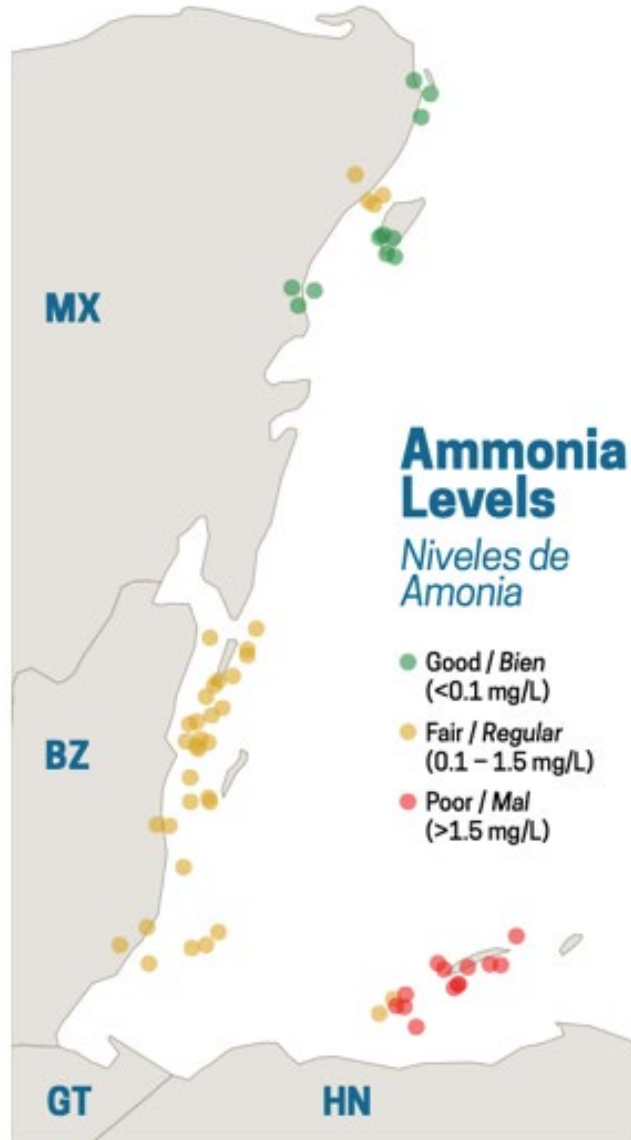 MX
Ammonia
Levels
Niveles de
Amonia
Good / Bien
(<0.1 mg/L)
Fair / Regular
(0.1 – 1.5 mg/L)
Poor / Mal
(>1.5 mg/L)
BZ
GT
HN